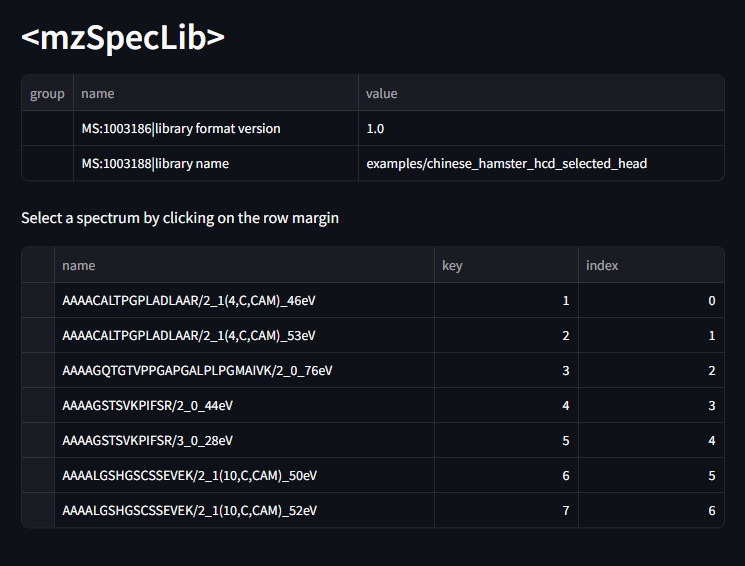 <mzSpecLib>
group name value
MS:1003186|library format version 1.0
MS:1003188|library name examples/chinese_hamster_hcd_selected_head
Select a spectrum by clicking on the row margin
name key index
AAAACALTPGPLADLAAR/2_1(4,C,CAM)_46eV 1 0
AAAACALTPGPLADLAAR/2_1(4,C,CAM)_53eV 2 1
AAAAGQTGTVPPGAPGALPLPGMAIVK/2_0_76eV 3 2
AAAAGSTSVKPIFSR/2_0_44eV 4 3
AAAAGSTSVKPIFSR/3_0_28eV 5 4
AAAALGSHGSCSSEVEK/2_1(10,C,CAM)_50eV 6 5
AAAALGSHGSCSSEVEK/2_1(10,C,CAM)_52eV 7 6